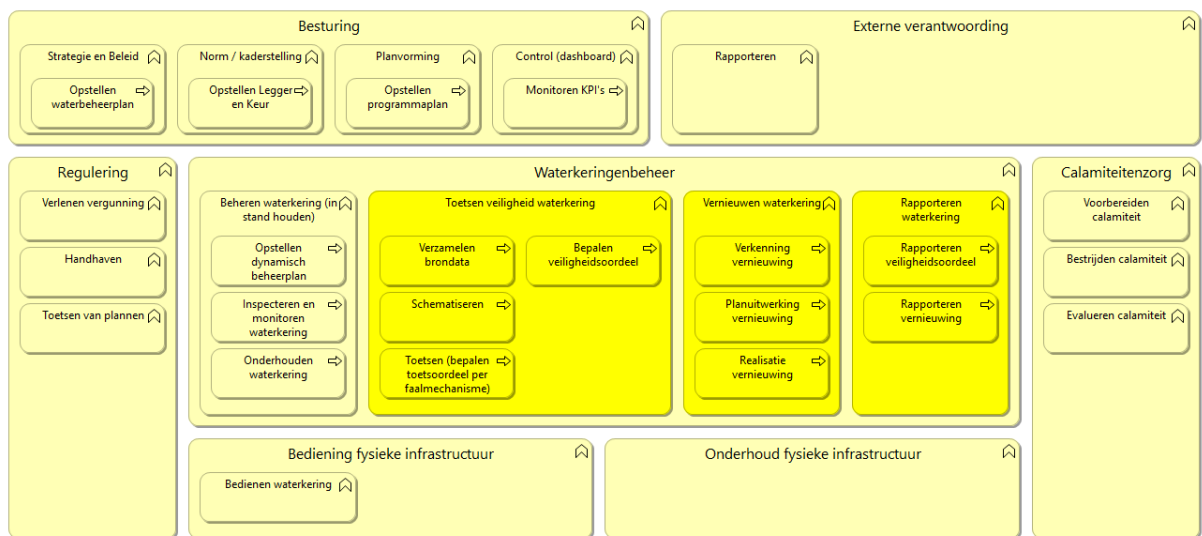 Besturing
Strategie en Beleid
Opstellen
waterbeheerplan
Norm / kaderstelling
Opstellen Legger
en Keur
Planvorming
Opstellen
programmaplan
Control (dashboard)
Monitoren KPI's
Externe verantwoording
Rapporteren
Regulering
Verlenen vergunning
Handhaven
Toetsen van plannen
Waterkeringenbeheer
Beheren waterkering (in
stand houden)
Opstellen
dynamisch
beheerplan
Inspecteren en
monitoren
waterkering
Onderhouden
waterkering
Toetsen veiligheid waterkering
Verzamelen
brondata
Schematiseren
Toetsen (bepalen
toetsoordeel per
faalmechanisme)
Bepalen
veiligheidsoordeel
Vernieuwen waterkering
Verkenning
vernieuwing
Planuitwerking
vernieuwing
Realisatie
vernieuwing
Rapporteren
waterkering
Rapporteren
veiligheidsoordeel
Rapporteren
vernieuwing
Calamiteitenzorg
Voorbereiden
calamiteit
Bestrijden calamiteit
Evalueren calamiteit
Bediening fysieke infrastructuur
Bedienen waterkering
Onderhoud fysieke infrastructuur